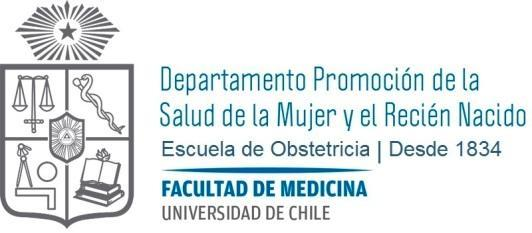 Departamento Promoción de la
Salud de la Mujer y el Recién Nacido
Escuela de Obstetricia | Desde 1834
FACULTAD DE MEDICINA
UNIVERSIDAD DE CHILE